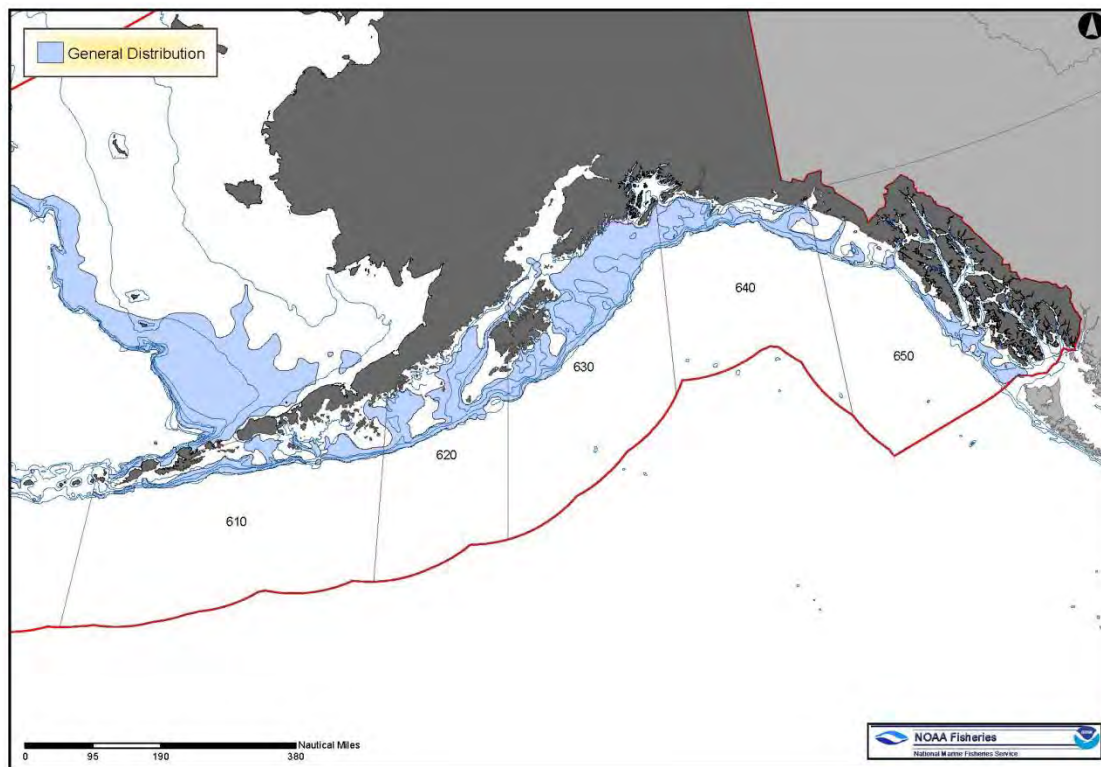 General Distribution
640
650
630
620
610
Nautical Miles
0 95 190 380
NOAA Fisheries
National Marine Fisheries Service